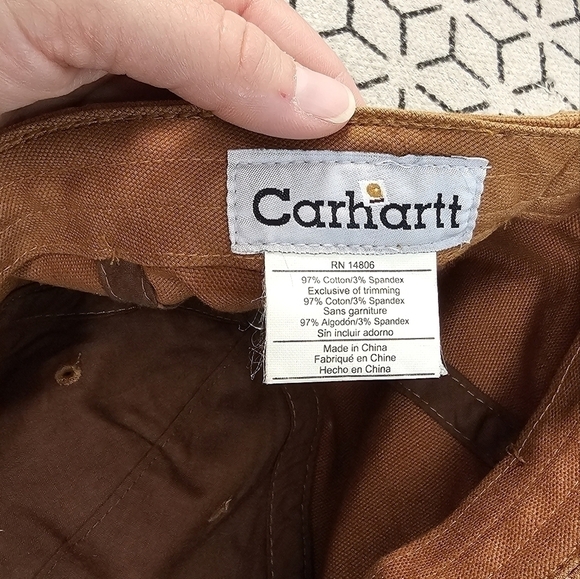 Carhartt
RN 14806
97% Cotton/3% Spandex
Exclusive of trimming
97% Coton/3% Spandex
Sans garniture
97% Algodón/3% Spandex
Sín incluir adorno
Made in China
Fabriqué en Chine
Hecho en China